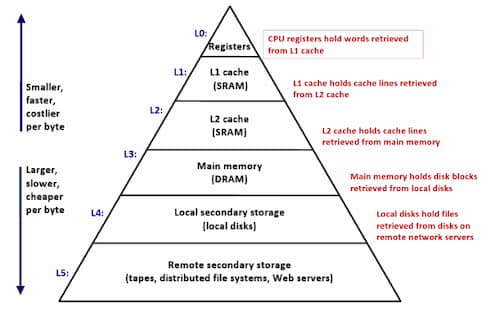 L0:
Registers
CPU registers hold words retrieved
from L1 cache
L1:
L1 cache
(SRAM)
L1 cache holds cache lines retrieved
from L2 cache
Smaller,
faster,
costlier
per byte
L2:
L2 cache
(SRAM)
L2 cache holds cache lines
retrieved from main memory
L3:
Main memory
(DRAM)
Main memory holds disk blocks
retrieved from local disks
Larger,
slower,
cheaper
per byte
L4:
Local secondary storage
(local disks)
Local disks hold files
retrieved from disks on
remote network servers
L5:
Remote secondary storage
(tapes, distributed file systems, Web servers)